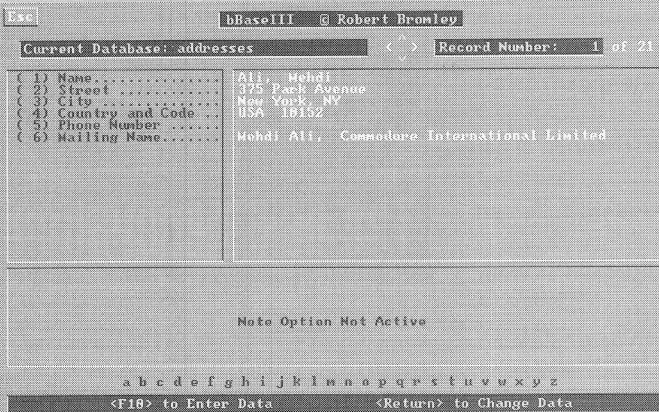 Esc
bBaseIII © Robert Bromley
Current Database: addresses
< > Record Number: 1 of 21
( 1) Name............... Ali, Mehdi
( 2) Street ............ 375 Park Avenue
( 3) City .............. New York, NY
( 4) Country and Code .. USA 10152
( 5) Phone Number ......
( 6) Mailing Name....... Mehdi Ali, Commodore International Limited
Note Option Not Active
a b c d e f g h i j k l m n o p q r s t u v w x y z
<F10> to Enter Data <Return> to Change Data